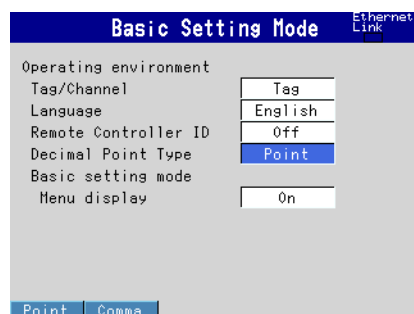 Basic Setting Mode
Ethernet
Link
Operating environment
Tag/Channel Tag
Language English
Remote Controller ID Off
Decimal Point Type Point
Basic setting mode
Menu display On
Point Comma